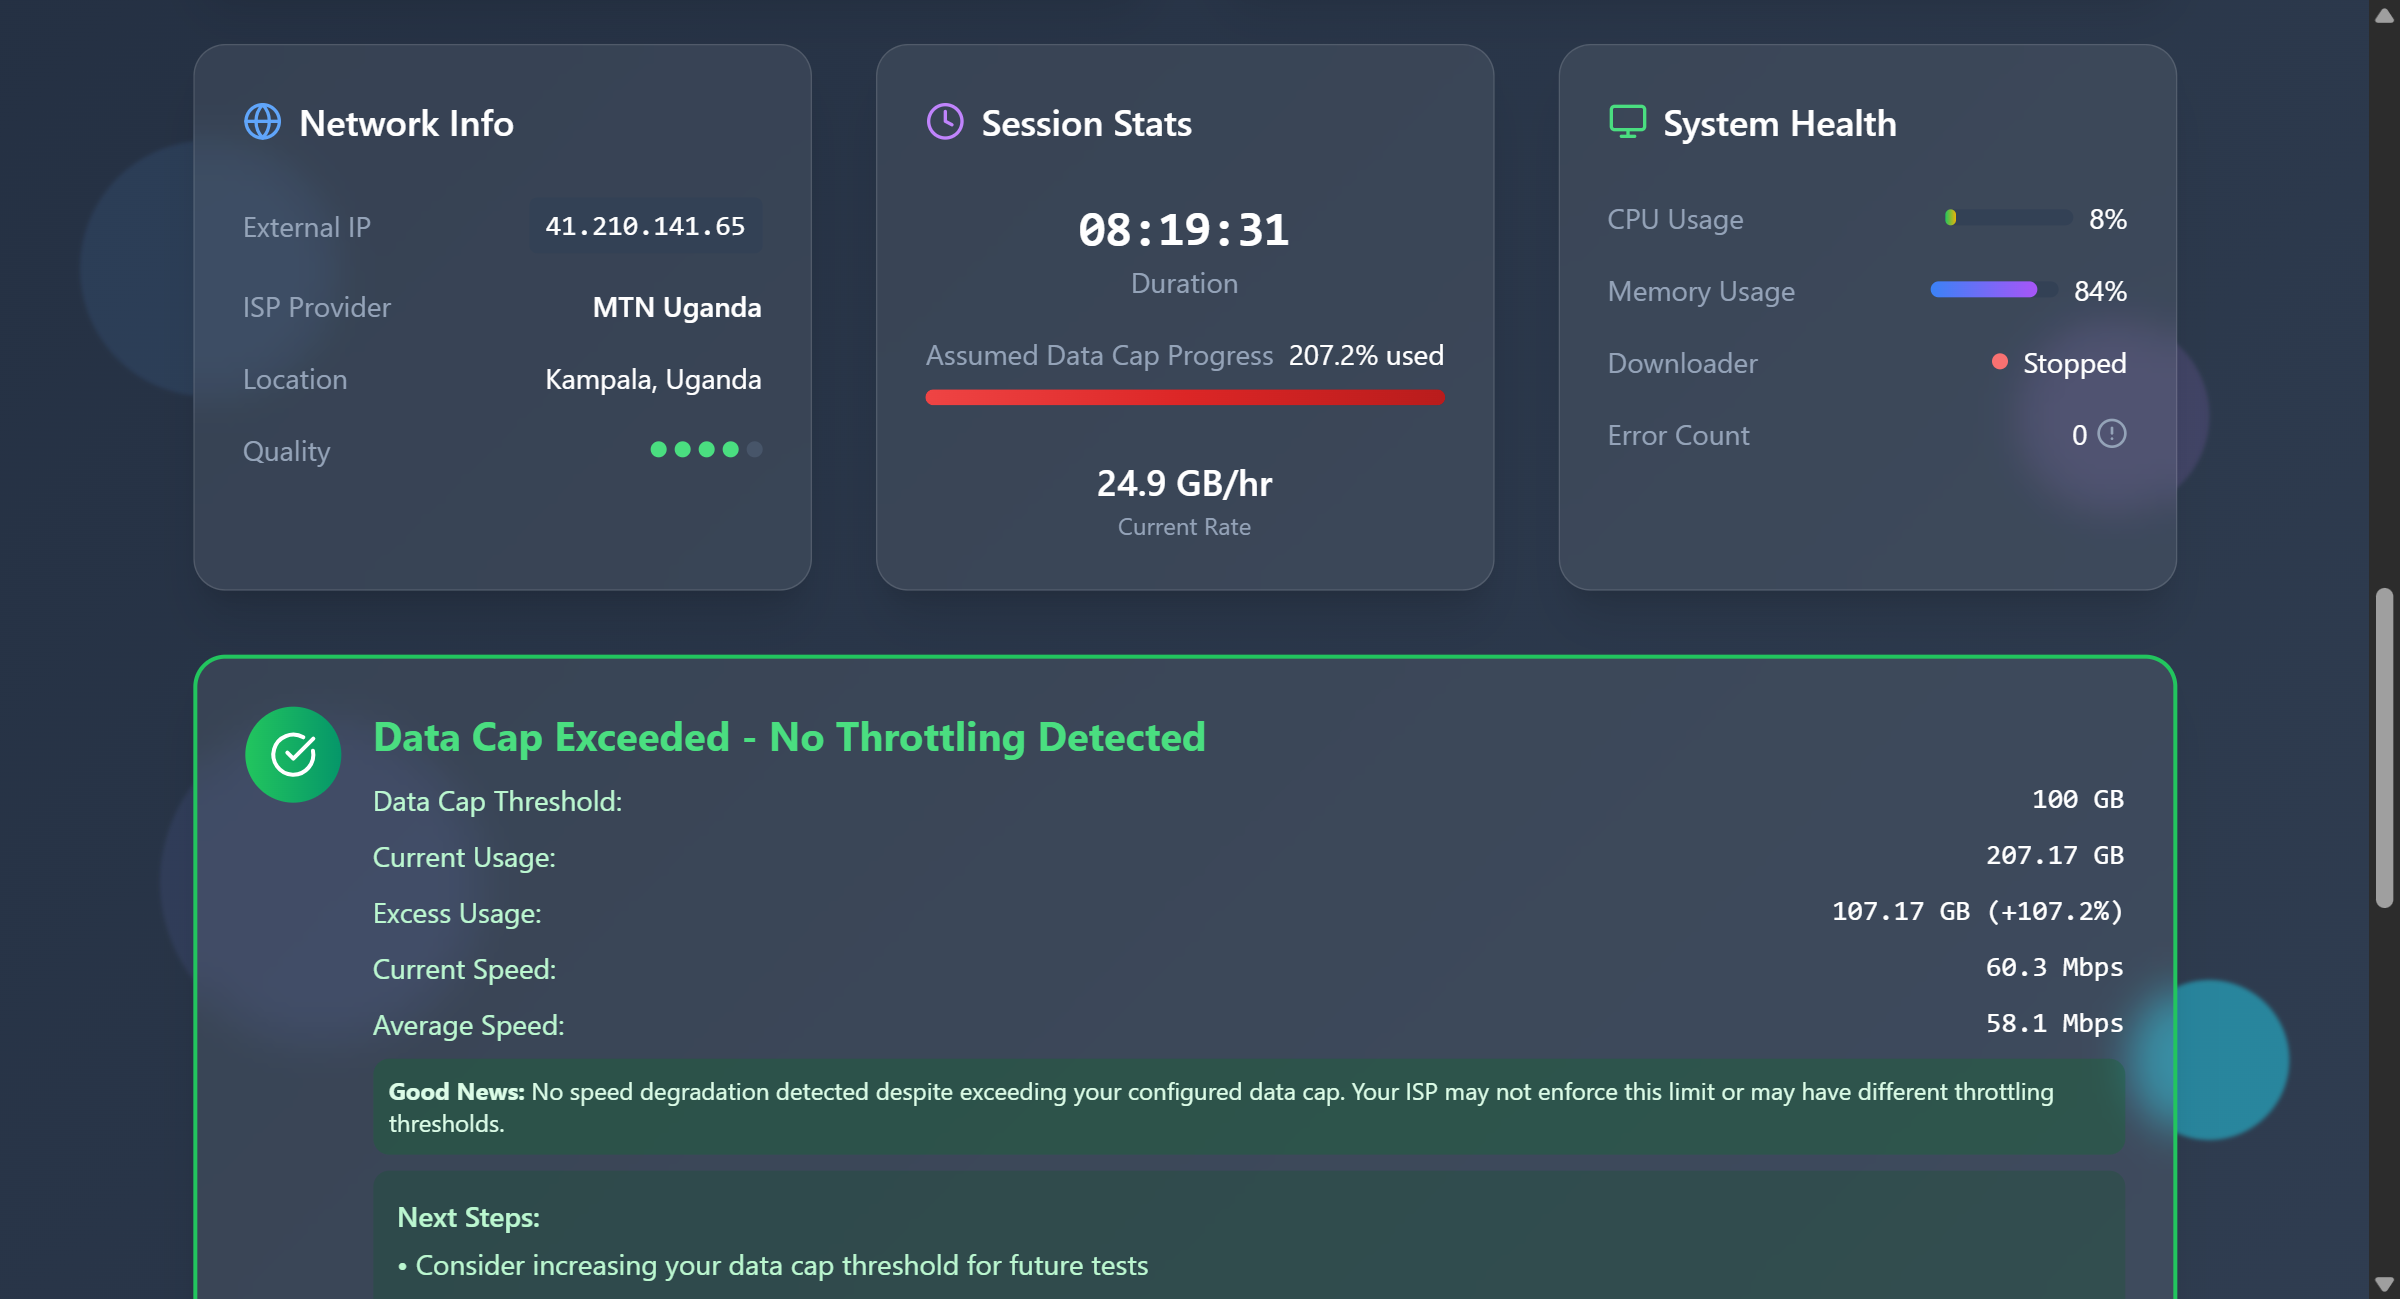 Network Info
External IP 41.210.141.65
ISP Provider MTN Uganda
Location Kampala, Uganda
Quality
Session Stats
08:19:31
Duration
Assumed Data Cap Progress 207.2% used
24.9 GB/hr
Current Rate
System Health
CPU Usage 8%
Memory Usage 84%
Downloader Stopped
Error Count 0
Data Cap Exceeded - No Throttling Detected
Data Cap Threshold: 100 GB
Current Usage: 207.17 GB
Excess Usage: 107.17 GB (+107.2%)
Current Speed: 60.3 Mbps
Average Speed: 58.1 Mbps
Good News: No speed degradation detected despite exceeding your configured data cap. Your ISP may not enforce this limit or may have different throttling
thresholds.
Next Steps:
• Consider increasing your data cap threshold for future tests